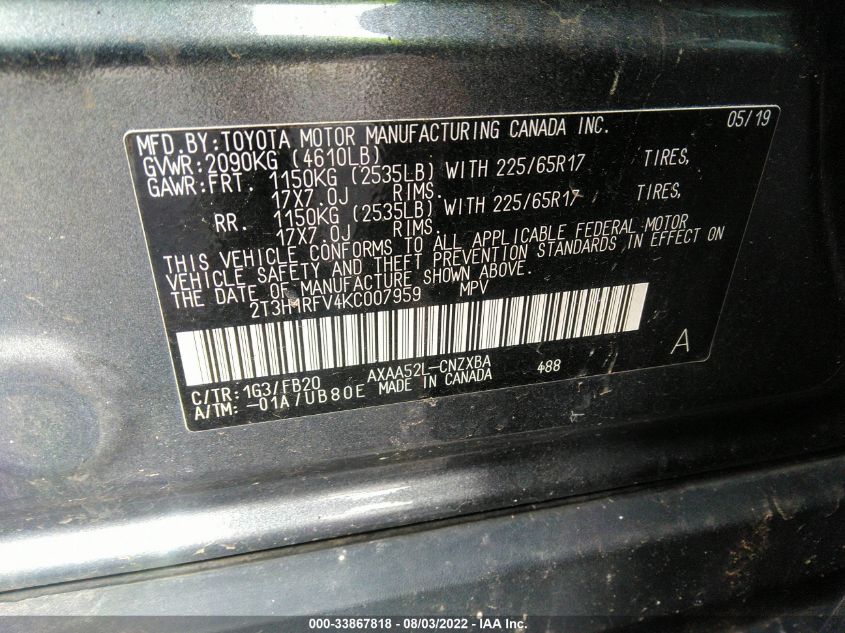 MFD.BY:TOYOTA MOTOR MANUFACTURING CANADA INC. 05/19
GVWR:2090KG (4610LB)
GAWR:FRT. 1150KG (2535LB) WITH 225/65R17 TIRES,
17X7.0J RIMS.
RR. 1150KG (2535LB) WITH 225/65R17 TIRES,
17X7.0J RIMS.
THIS VEHICLE CONFORMS TO ALL APPLICABLE FEDERAL MOTOR
VEHICLE SAFETY AND THEFT PREVENTION STANDARDS IN EFFECT ON
THE DATE OF MANUFACTURE SHOWN ABOVE.
2T3H1RFV4KC007959 MPV
A
C/TR: 1G3/FB20 AXAA52L-CNZXBA 488
A/TM: -01A/UB80E MADE IN CANADA
000-33867818 - 08/03/2022 - IAA Inc.